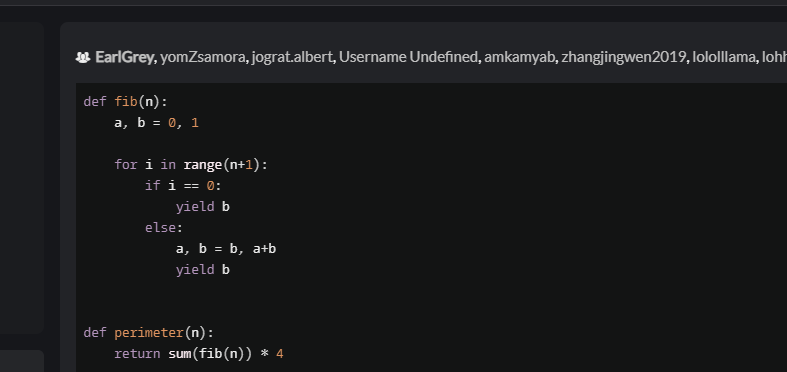 EarlGrey, yomZsamora, jograt.albert, Username Undefined, amkamyab, zhangjingwen2019, lololllama,
def fib(n):
    a, b = 0, 1
    for i in range(n+1):
        if i == 0:
            yield b
        else:
            a, b = b, a+b
            yield b
def perimeter(n):
    return sum(fib(n)) * 4